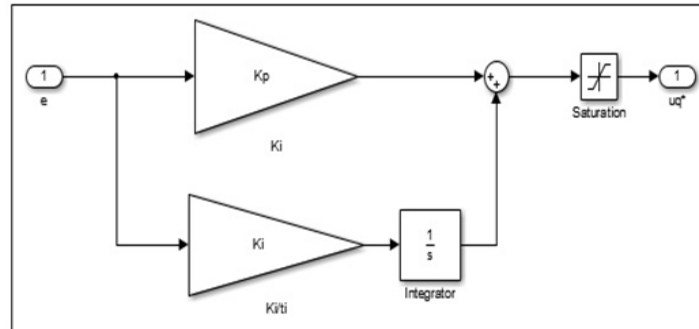 1
e
Kp
Ki
+
+
Saturation
1
uq*
Ki
Ki/ti
1
s
Integrator